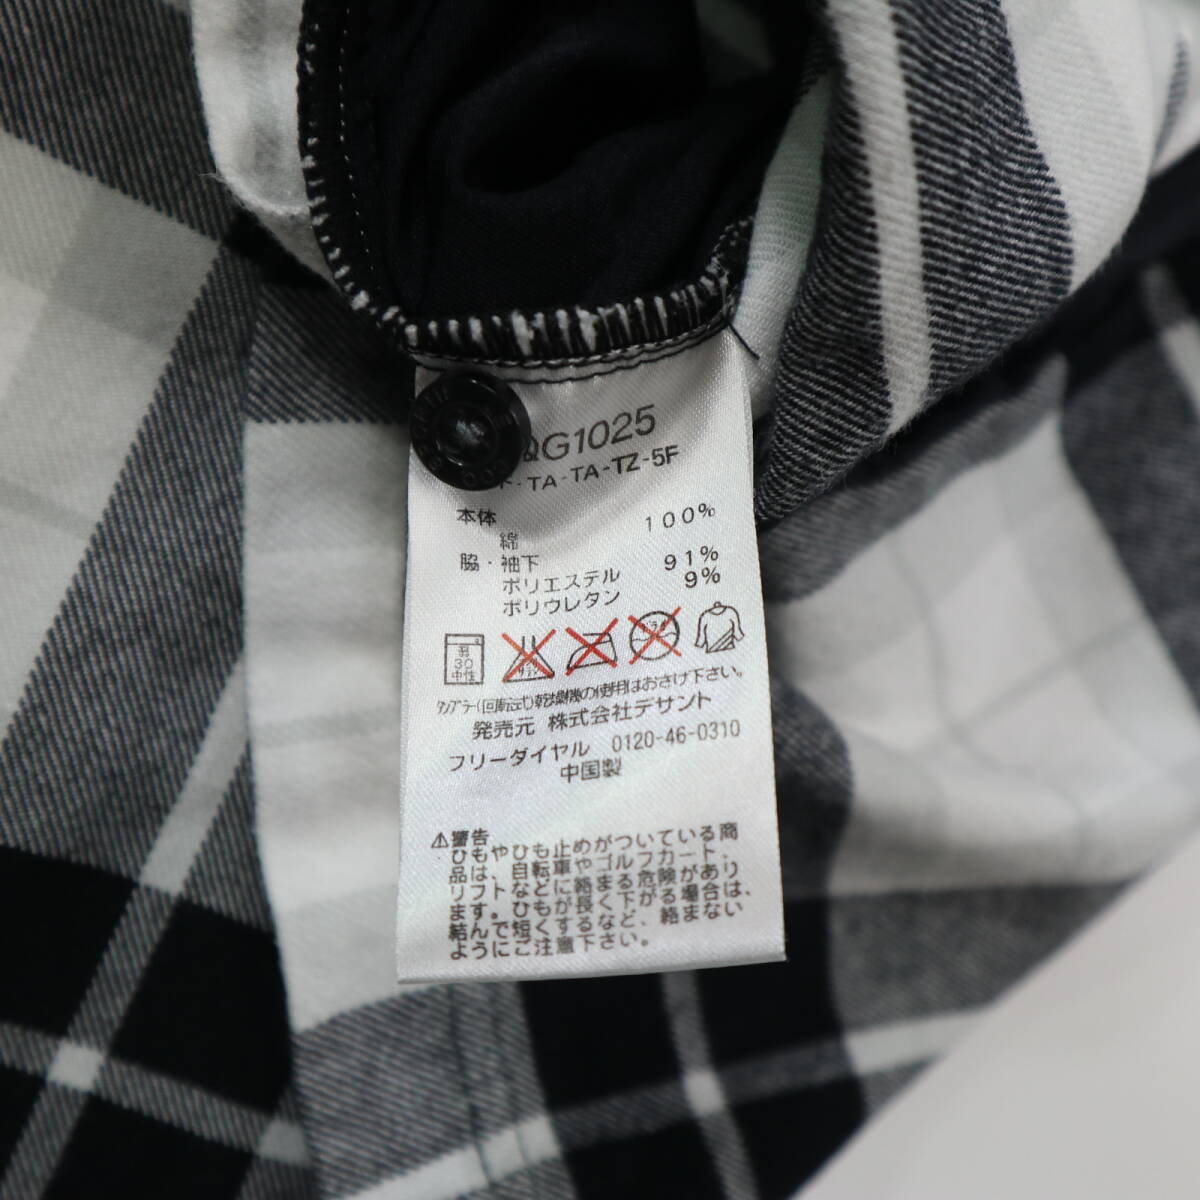 QG1025
-TA-TA-TZ-5F
本体
綿 100%
脇・袖下
ポリエステル 91%
ポリウレタン 9%
弱
30
中性
タンブラー(回転式)乾燥機の使用はおさけ下さい。
発売元 株式会社デサント
フリーダイヤル 0120-46-0310
中国製
⚠警告
ひもやひも止めがついている商
品は、自転車やゴルフカート、
リフトなどに絡まる危険があり
ます。ひもが長く下がる場合は、
結んで短くするなど、絡まない
ようにご注意下さい。